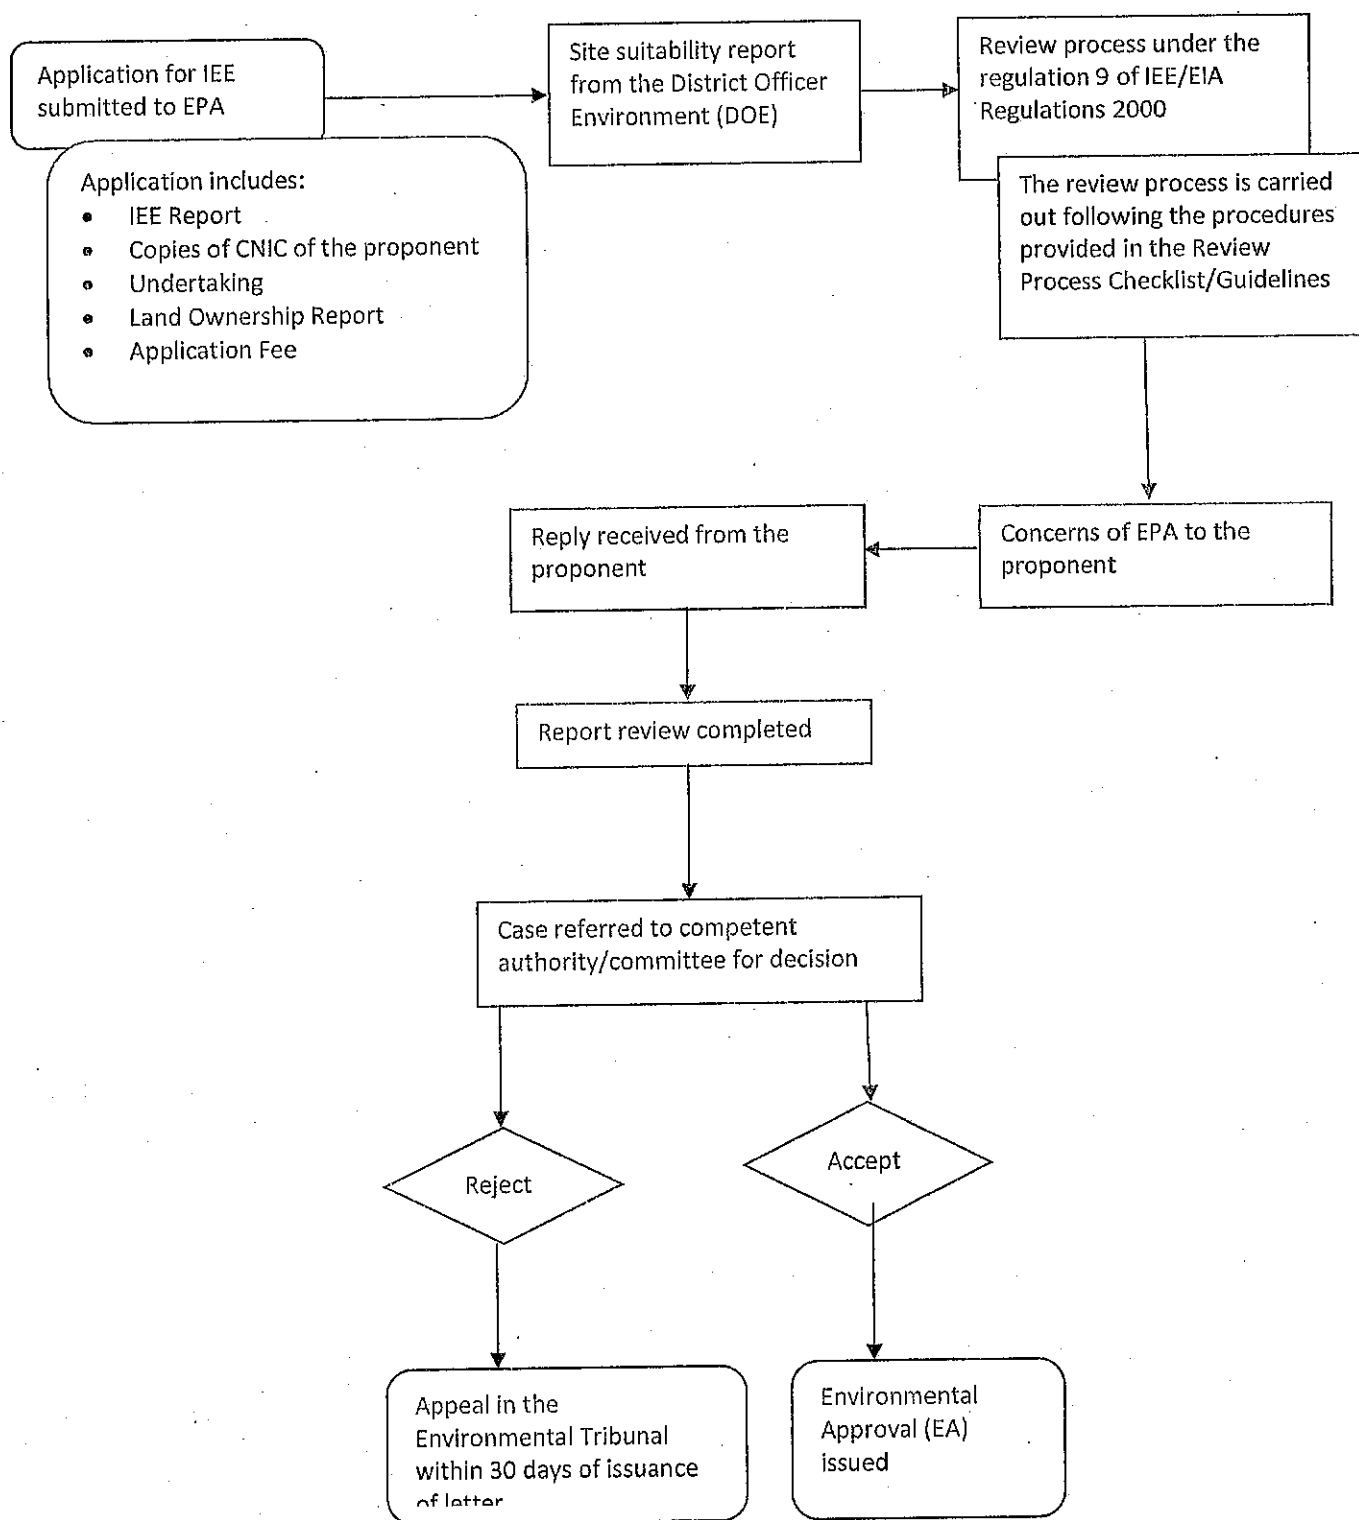 Application for IEE
submitted to EPA
Application includes:
• IEE Report
• Copies of CNIC of the proponent
• Undertaking
• Land Ownership Report
• Application Fee
Site suitability report
from the District Officer
Environment (DOE)
Review process under the
regulation 9 of IEE/EIA
Regulations 2000
The review process is carried
out following the procedures
provided in the Review
Process Checklist/Guidelines
Concerns of EPA to the
proponent
Reply received from the
proponent
Report review completed
Case referred to competent
authority/committee for decision
Reject
Accept
Appeal in the
Environmental Tribunal
within 30 days of issuance
of letter
Environmental
Approval (EA)
issued